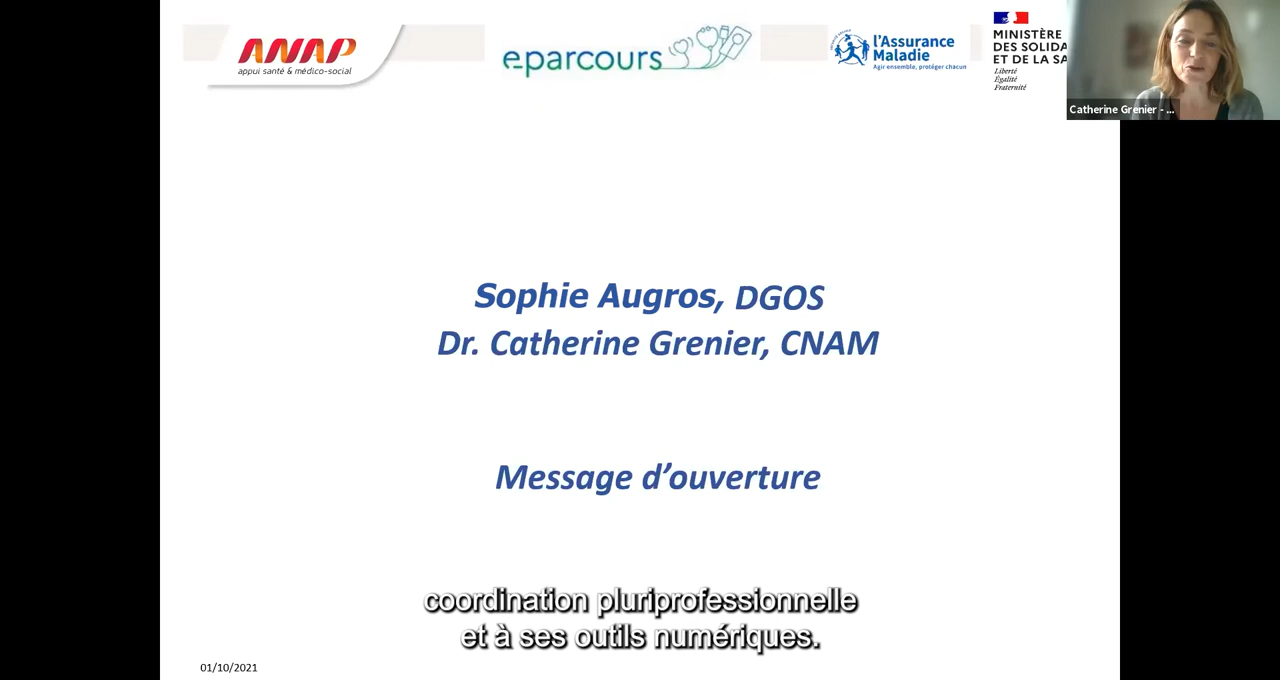 ANAP
appui santé & médico-social
e-parcours
l'Assurance
Maladie
Agir ensemble, protéger chacun
MINISTÈRE
DES SOLIDA
ET DE LA SA
Liberté
Égalité
Fraternité
Catherine Grenier - ...
Sophie Augros, DGOS
Dr. Catherine Grenier, CNAM
Message d'ouverture
coordination pluriprofessionnelle
et à ses outils numériques.
01/10/2021